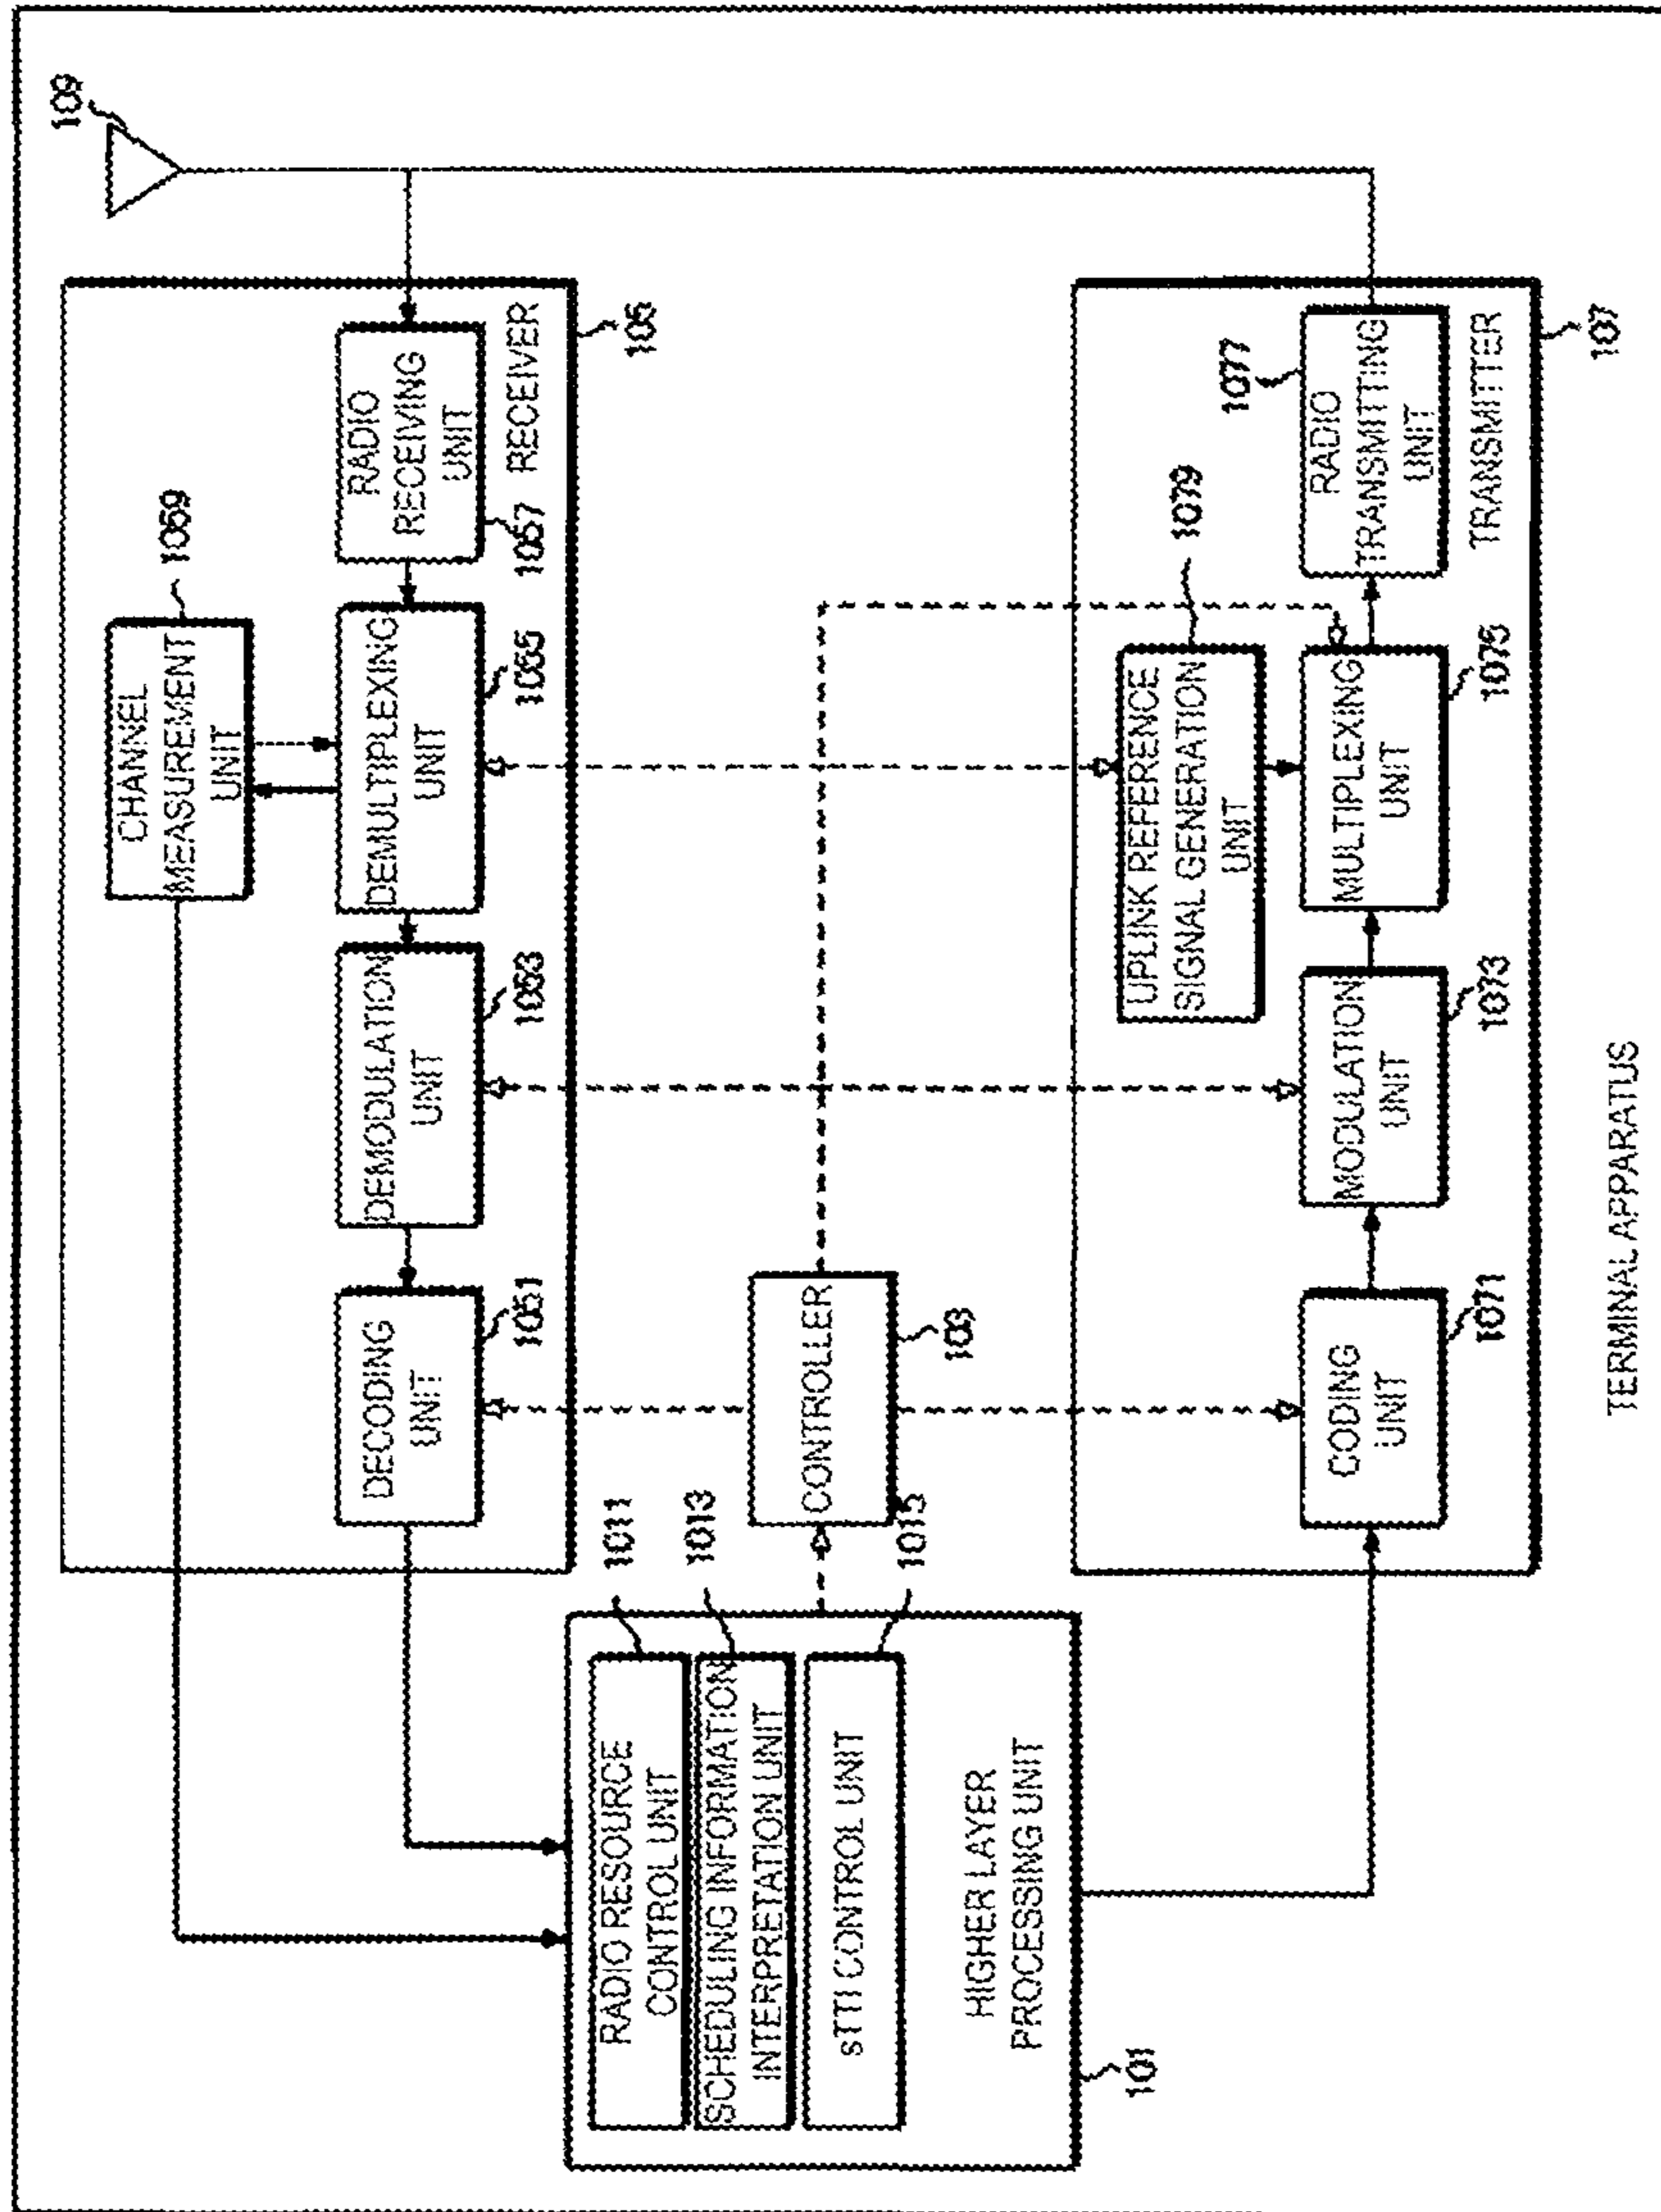 109
CHANNEL
MEASUREMENT
UNIT
1059
DECODING
UNIT
1051
DEMODULATION
UNIT
1053
DEMULTIPLEXING
UNIT
1055
RADIO
RECEIVING
UNIT
1057
RECEIVER
105
RADIO RESOURCE
CONTROL UNIT
1011
SCHEDULING INFORMATION
INTERPRETATION UNIT
1013
sTTI CONTROL UNIT
1015
HIGHER LAYER
PROCESSING UNIT
101
CONTROLLER
103
UPLINK REFERENCE
SIGNAL GENERATION
UNIT
1079
CODING
UNIT
1071
MODULATION
UNIT
1073
MULTIPLEXING
UNIT
1075
RADIO
TRANSMITTING
UNIT
1077
TRANSMITTER
107
TERMINAL APPARATUS